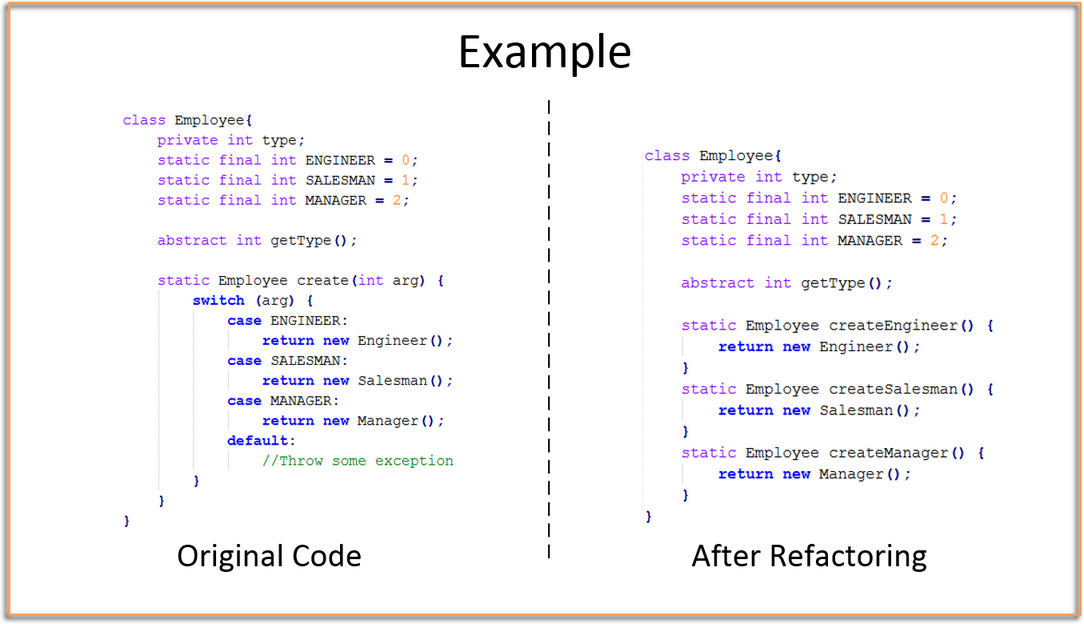 Example
class Employee{
    private int type;
    static final int ENGINEER = 0;
    static final int SALESMAN = 1;
    static final int MANAGER = 2;
    abstract int getType();
    static Employee create(int arg) {
        switch (arg) {
            case ENGINEER:
                return new Engineer();
            case SALESMAN:
                return new Salesman();
            case MANAGER:
                return new Manager();
            default:
                //Throw some exception
        }
    }
}
Original Code
class Employee{
    private int type;
    static final int ENGINEER = 0;
    static final int SALESMAN = 1;
    static final int MANAGER = 2;
    abstract int getType();
    static Employee createEngineer() {
        return new Engineer();
    }
    static Employee createSalesman() {
        return new Salesman();
    }
    static Employee createManager() {
        return new Manager();
    }
}
After Refactoring